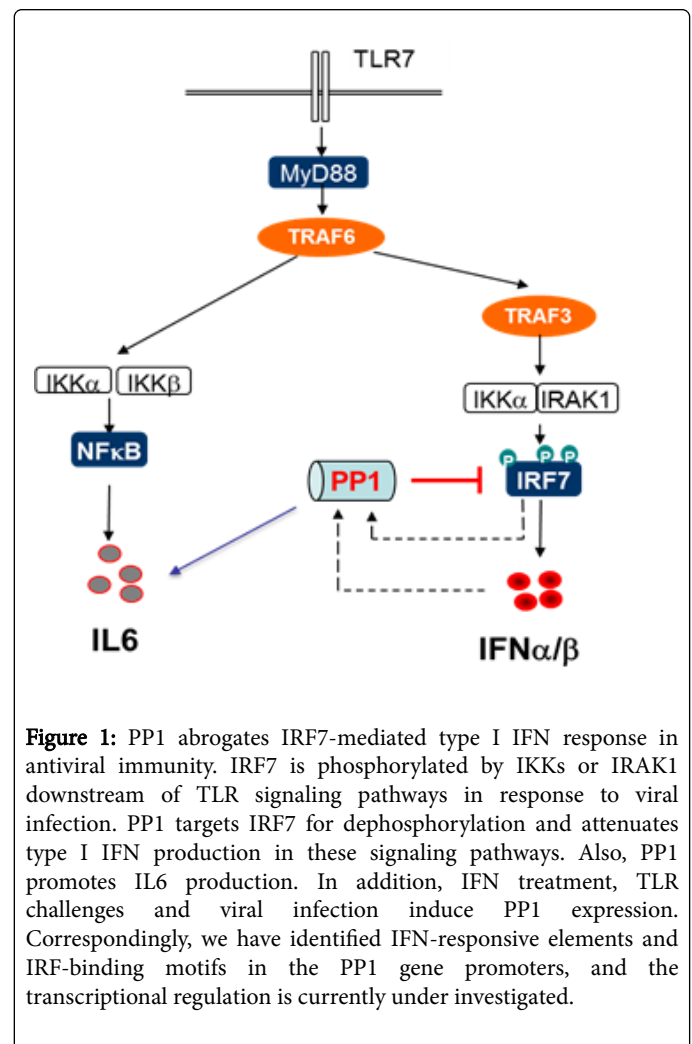 TLR7
MyD88
TRAF6
TRAF3
IKKα IKKβ
IKKα IRAK1
NFκB
P P P
PP1
IRF7
IL6
IFNα/β
Figure 1: PP1 abrogates IRF7-mediated type I IFN response in
antiviral immunity. IRF7 is phosphorylated by IKKs or IRAK1
downstream of TLR signaling pathways in response to viral
infection. PP1 targets IRF7 for dephosphorylation and attenuates
type I IFN production in these signaling pathways. Also, PP1
promotes IL6 production. In addition, IFN treatment, TLR
challenges and viral infection induce PP1 expression.
Correspondingly, we have identified IFN-responsive elements and
IRF-binding motifs in the PP1 gene promoters, and the
transcriptional regulation is currently under investigated.